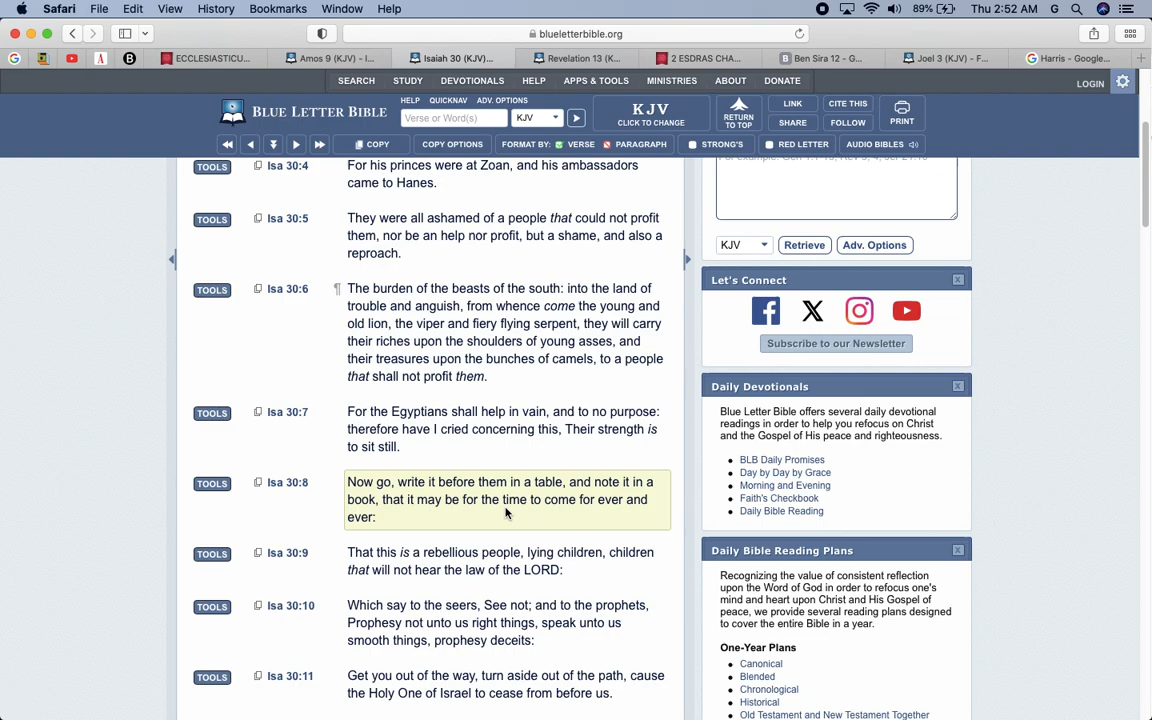 Safari File Edit View History Bookmarks Window Help 89% Thu 2:52 AM G
blueletterbible.org
ECCLESIASTICU... Amos 9 (KJV) - I... Isaiah 30 (KJV)... Revelation 13 (K... 2 ESDRAS CHA... Ben Sira 12 - G... Joel 3 (KJV) - F... Harris - Google...
SEARCH STUDY DEVOTIONALS HELP APPS & TOOLS MINISTRIES ABOUT DONATE LOGIN
BLUE LETTER BIBLE
HELP QUICKNAV ADV. OPTIONS
Verse or Word(s) KJV
KJV
CLICK TO CHANGE
RETURN
TO TOP
LINK CITE THIS
SHARE FOLLOW
PRINT
COPY COPY OPTIONS FORMAT BY: VERSE PARAGRAPH STRONG'S RED LETTER AUDIO BIBLES
TOOLS Isa 30:4 For his princes were at Zoan, and his ambassadors
came to Hanes.
TOOLS Isa 30:5 They were all ashamed of a people that could not profit
them, nor be an help nor profit, but a shame, and also a
reproach.
TOOLS Isa 30:6 ¶ The burden of the beasts of the south: into the land of
trouble and anguish, from whence come the young and
old lion, the viper and fiery flying serpent, they will carry
their riches upon the shoulders of young asses, and
their treasures upon the bunches of camels, to a people
that shall not profit them.
TOOLS Isa 30:7 For the Egyptians shall help in vain, and to no purpose:
therefore have I cried concerning this, Their strength is
to sit still.
TOOLS Isa 30:8 Now go, write it before them in a table, and note it in a
book, that it may be for the time to come for ever and
ever:
TOOLS Isa 30:9 That this is a rebellious people, lying children, children
that will not hear the law of the LORD:
TOOLS Isa 30:10 Which say to the seers, See not; and to the prophets,
Prophesy not unto us right things, speak unto us
smooth things, prophesy deceits:
TOOLS Isa 30:11 Get you out of the way, turn aside out of the path, cause
the Holy One of Israel to cease from before us.
KJV Retrieve Adv. Options
Let's Connect
Subscribe to our Newsletter
Daily Devotionals
Blue Letter Bible offers several daily devotional
readings in order to help you refocus on Christ
and the Gospel of His peace and righteousness.
BLB Daily Promises
Day by Day by Grace
Morning and Evening
Faith's Checkbook
Daily Bible Reading
Daily Bible Reading Plans
Recognizing the value of consistent reflection
upon the Word of God in order to refocus one's
mind and heart upon Christ and His Gospel of
peace, we provide several reading plans designed
to cover the entire Bible in a year.
One-Year Plans
Canonical
Blended
Chronological
Historical
Old Testament and New Testament Together